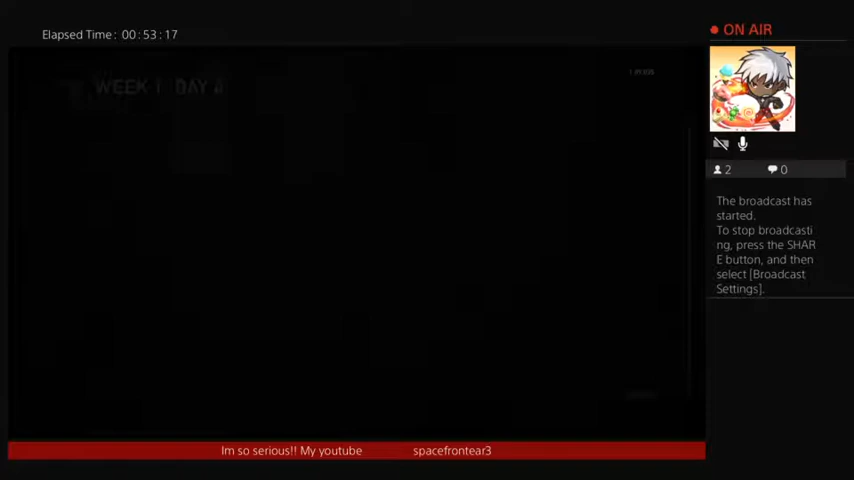 Elapsed Time: 00:53:17
ON AIR
WEEK 1 DAY 4
2 0
The broadcast has
started.
To stop broadcasti
ng, press the SHAR
E button, and then
select [Broadcast
Settings].
Im so serious!! My youtube spacefrontear3